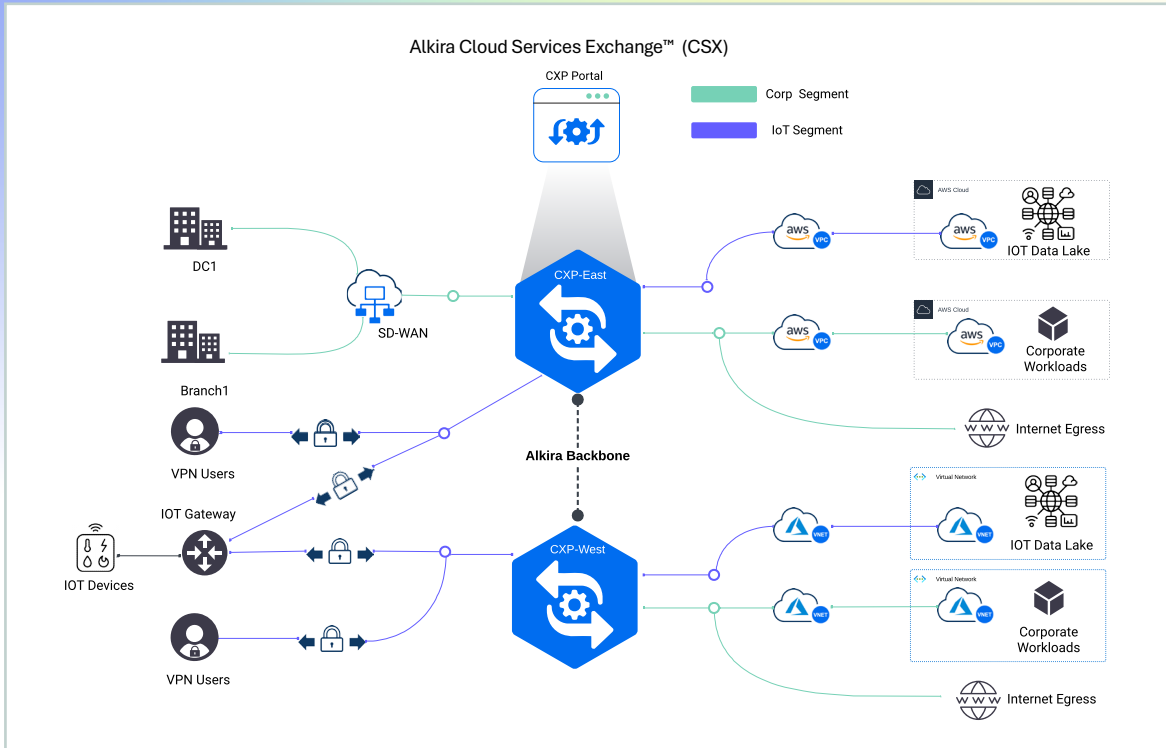 Alkira Cloud Services Exchange™ (CSX)
CXP Portal
Corp Segment
IoT Segment
AWS Cloud
aws
VPC
aws
VPC
IOT Data Lake
DC1
CXP-East
SD-WAN
AWS Cloud
aws
VPC
aws
VPC
Corporate
Workloads
Branch1
VPN Users
WWW
Internet Egress
Alkira Backbone
IOT Gateway
IOT Devices
Virtual Network
VNET
VNET
IOT Data Lake
CXP-West
Virtual Network
VNET
VNET
Corporate
Workloads
VPN Users
WWW
Internet Egress